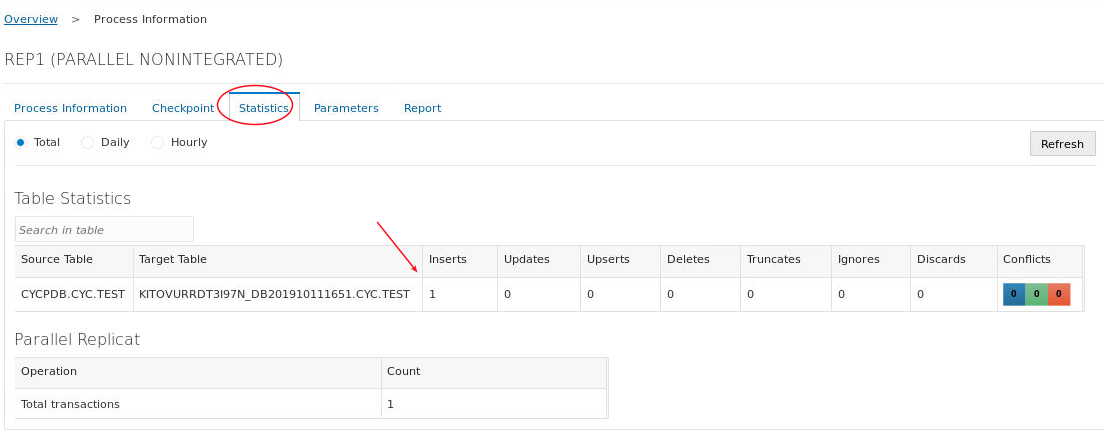 Overview > Process Information
REP1 (PARALLEL NONINTEGRATED)
Process Information Checkpoint Statistics Parameters Report
Total Daily Hourly Refresh
Table Statistics
Search in table
Source Table Target Table Inserts Updates Upserts Deletes Truncates Ignores Discards Conflicts
CYCPDB.CYC.TEST KITOVURRDT3I97N_DB201910111651.CYC.TEST 1 0 0 0 0 0 0 0 0 0
Parallel Replicat
Operation Count
Total transactions 1